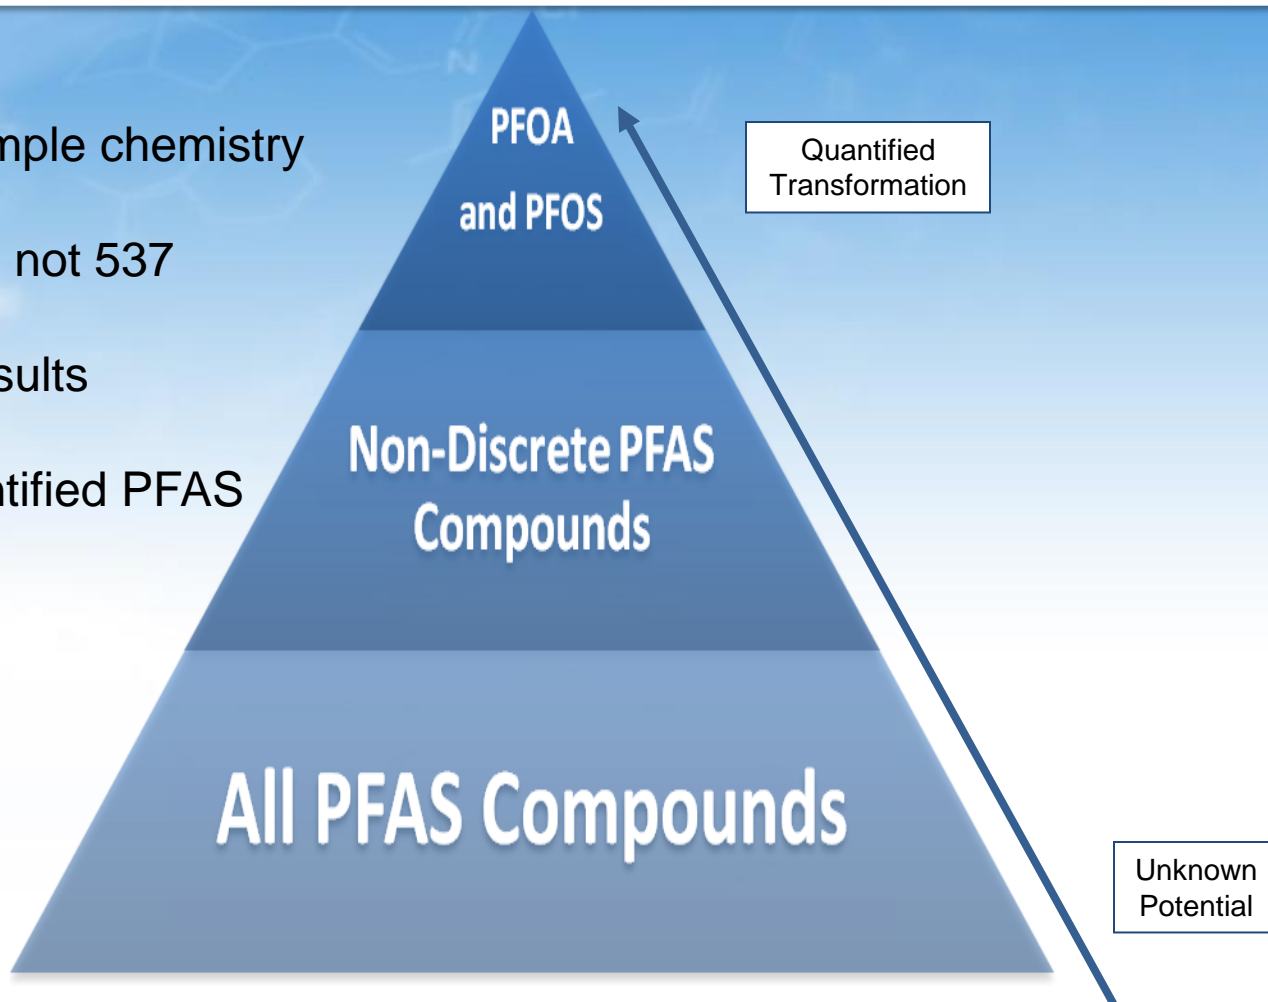 mple chemistry
not 537
sults
ntified PFAS
N
PFOA
and PFOS
Non-Discrete PFAS
Compounds
All PFAS Compounds
Quantified
Transformation
Unknown
Potential